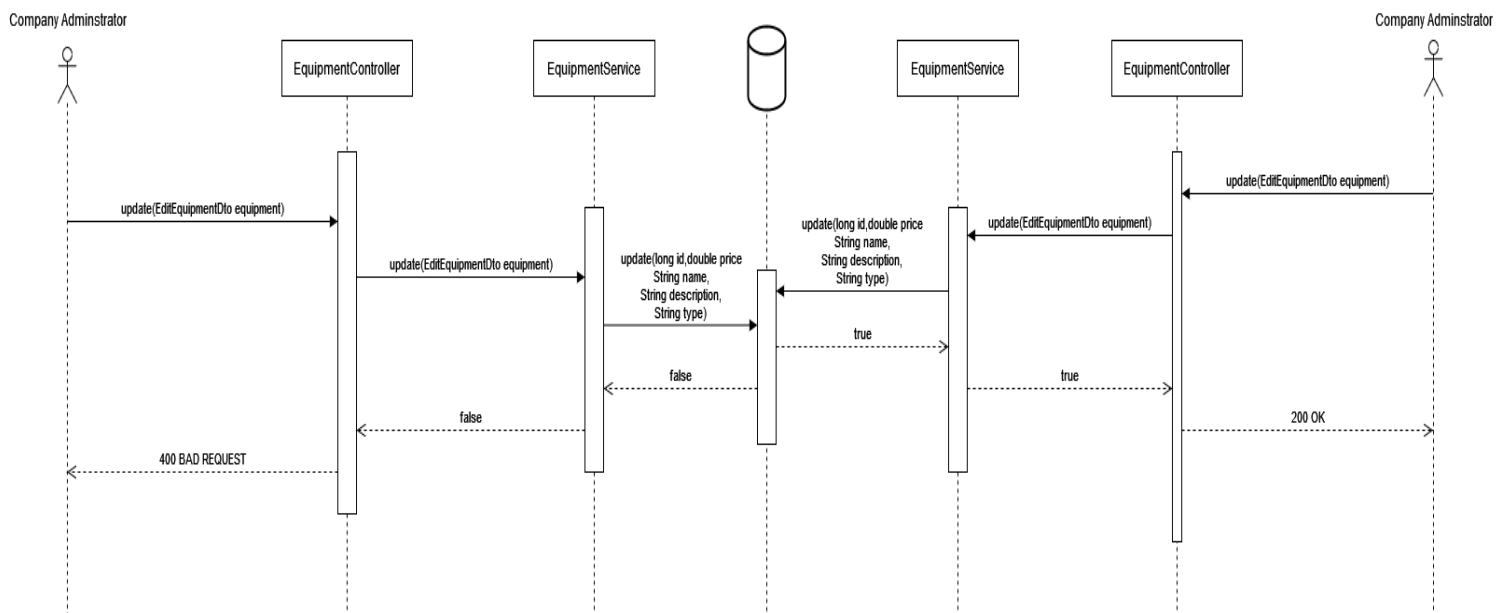 Company Adminstrator
Company Adminstrator
EquipmentController
EquipmentService
EquipmentService
EquipmentController
update(EditEquipmentDto equipment)
update(EditEquipmentDto equipment)
update(long id,double price
String name,
String description,
String type)
update(EditEquipmentDto equipment)
update(EditEquipmentDto equipment)
update(long id,double price
String name,
String description,
String type)
true
false
true
false
200 OK
400 BAD REQUEST